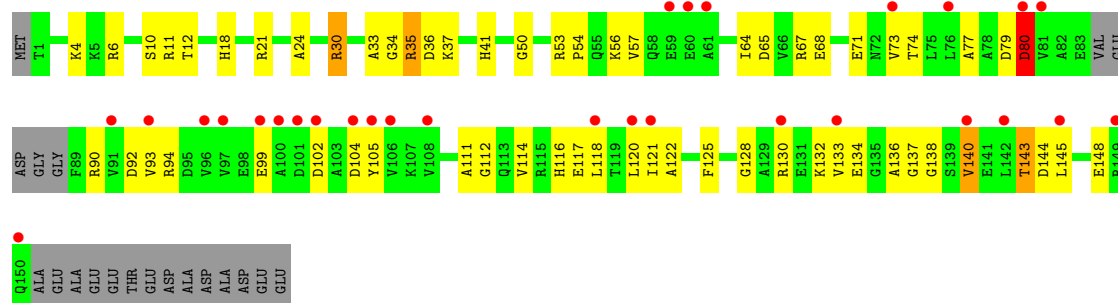 MET T1 K4 K5 R6 S10 R11 T12 H18 R21 A24 R30 A33 G34 R35 D36 K37 H41 G50 R53 P54 Q55 K56 V57 Q58 E59 E60 A61 I64 D65 V66 R67 E68 E71 N72 V73 T74 L75 L76 A77 A78 D79 D80 V81 A82 E83 VAL GLU
ASP GLY GLY F89 R90 V91 D92 V93 R94 D95 V96 V97 E98 E99 A100 D101 D102 A103 D104 Y105 V106 K107 V108 A111 G112 Q113 V114 R115 H116 E117 L118 T119 L120 I121 A122 F125 G128 A129 R130 E131 K132 V133 E134 G135 A136 G137 G138 S139 V140 E141 L142 T143 D144 L145 E148 R149
Q150 ALA GLU ALA GLU GLU THR GLU ASP ALA ASP ALA ASP GLU GLU